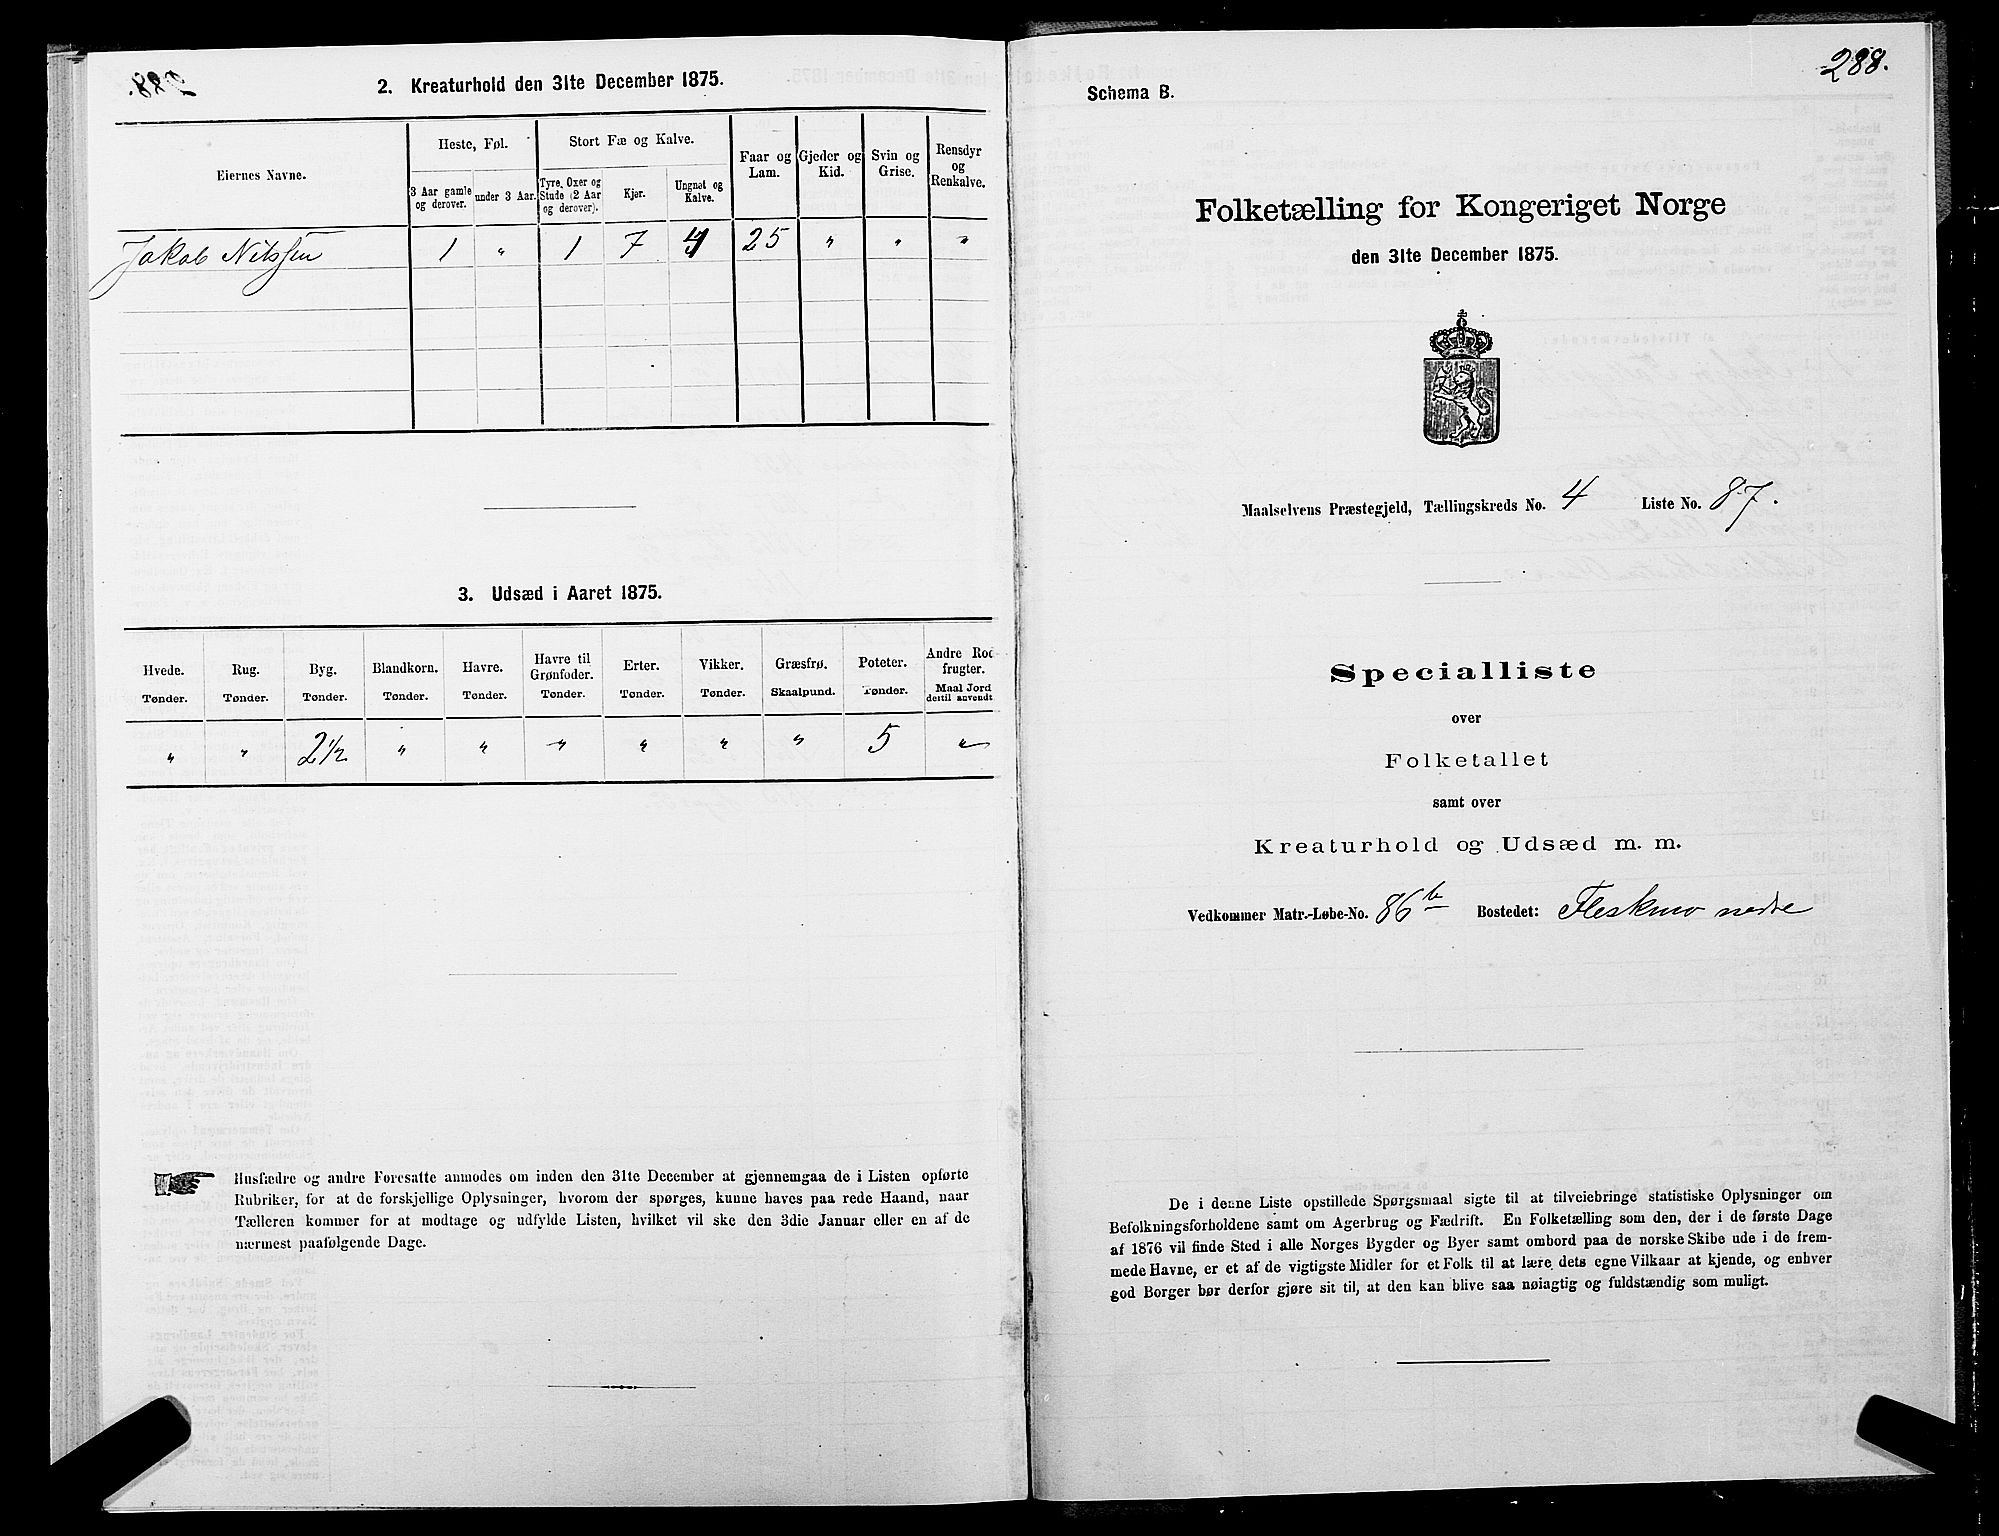 2. Kreaturhold den 31te December 1875.
Eiernes Navne.
Heste, Føl.
Stort Fæ og Kalve.
Faar og Lam.
Gjeder og Kid.
Svin og Grise.
Rensdyr og Renkalve.
3 Aar gamle og derover.
under 3 Aar.
Tyre, Oxer og Stude (2 Aar og derover).
Kjør.
Ungnøt og Kalve.
Jakob Nilssen 1 " 1 7 4 25 " " "
3. Udsæd i Aaret 1875.
Hvede. Rug. Byg. Blandkorn. Havre. Havre til Grønfoder. Erter. Vikker. Græsfrø. Poteter. Andre Rodfrugter.
Tønder. Tønder. Tønder. Tønder. Tønder. Tønder. Tønder. Tønder. Skaalpund. Tønder. Maal Jord dertil anvendt
" " 2 1/2 " " " " " " 5 "
Husfædre og andre Foresatte anmodes om inden den 31te December at gjennemgaa de i Listen opførte
Rubriker, for at de forskjellige Oplysninger, hvorom der spørges, kunne haves paa rede Haand, naar
Tælleren kommer for at modtage og udfylde Listen, hvilket vil ske den 3die Januar eller en af de
nærmest paafølgende Dage.
288.
Schema B.
Folketælling for Kongeriget Norge
den 31te December 1875.
Maalselvens Præstegjeld, Tællingskreds No. 4 Liste No. 87.
Specialliste
over
Folketallet
samt over
Kreaturhold og Udsæd m. m.
Vedkommer Matr.-Løbe-No. 86b Bostedet: Fleskmo nedre
De i denne Liste opstillede Spørgsmaal sigte til at tilveiebringe statistiske Oplysninger om
Befolkningsforholdene samt om Agerbrug og Fædrift. En Folketælling som den, der i de første Dage
af 1876 vil finde Sted i alle Norges Bygder og Byer samt ombord paa de norske Skibe ude i de frem-
mede Havne, er et af de vigtigste Midler for et Folk til at lære dets egne Vilkaar at kjende, og enhver
god Borger bør derfor gjøre sit til, at den kan blive saa nøiagtig og fuldstændig som muligt.